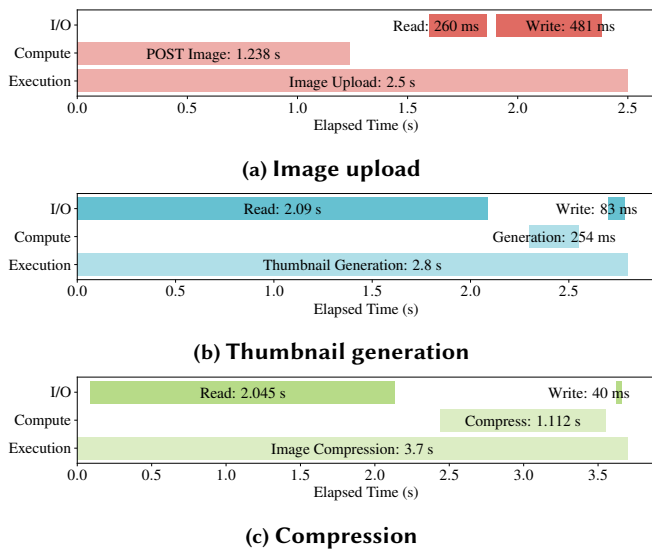 I/O Read: 260 ms Write: 481 ms
Compute POST Image: 1.238 s
Execution Image Upload: 2.5 s
0.0 0.5 1.0 1.5 2.0 2.5
Elapsed Time (s)
(a) Image upload
I/O Read: 2.09 s Write: 83 ms
Compute Generation: 254 ms
Execution Thumbnail Generation: 2.8 s
0.0 0.5 1.0 1.5 2.0 2.5
Elapsed Time (s)
(b) Thumbnail generation
I/O Read: 2.045 s Write: 40 ms
Compute Compress: 1.112 s
Execution Image Compression: 3.7 s
0.0 0.5 1.0 1.5 2.0 2.5 3.0 3.5
Elapsed Time (s)
(c) Compression